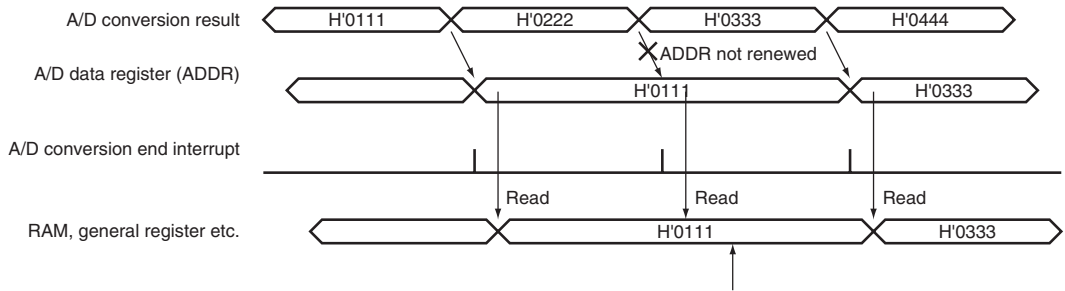 A/D conversion result
H'0111 H'0222 H'0333 H'0444
ADDR not renewed
A/D data register (ADDR)
H'0111 H'0333
A/D conversion end interrupt
Read Read Read
RAM, general register etc.
H'0111 H'0333